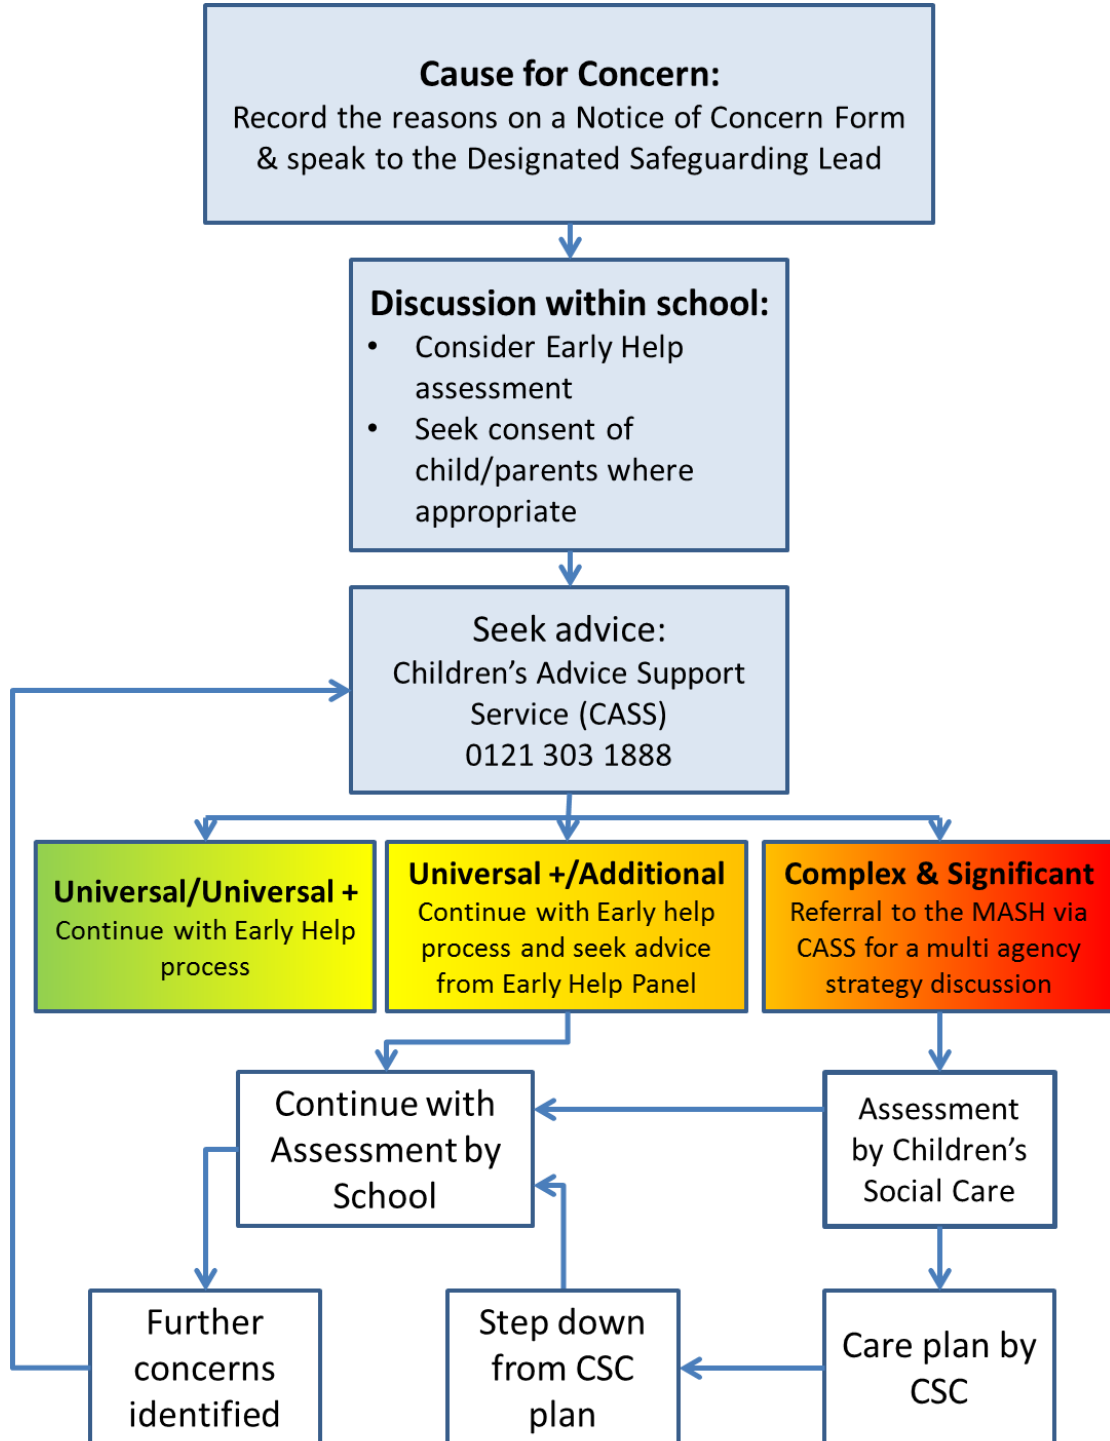 Cause for Concern:
Record the reasons on a Notice of Concern Form
& speak to the Designated Safeguarding Lead
Discussion within school:
• Consider Early Help
assessment
• Seek consent of
child/parents where
appropriate
Seek advice:
Children’s Advice Support
Service (CASS)
0121 303 1888
Universal/Universal +
Continue with Early Help
process
Universal +/Additional
Continue with Early help
process and seek advice
from Early Help Panel
Complex & Significant
Referral to the MASH via
CASS for a multi agency
strategy discussion
Continue with
Assessment by
School
Assessment
by Children’s
Social Care
Further
concerns
identified
Step down
from CSC
plan
Care plan by
CSC